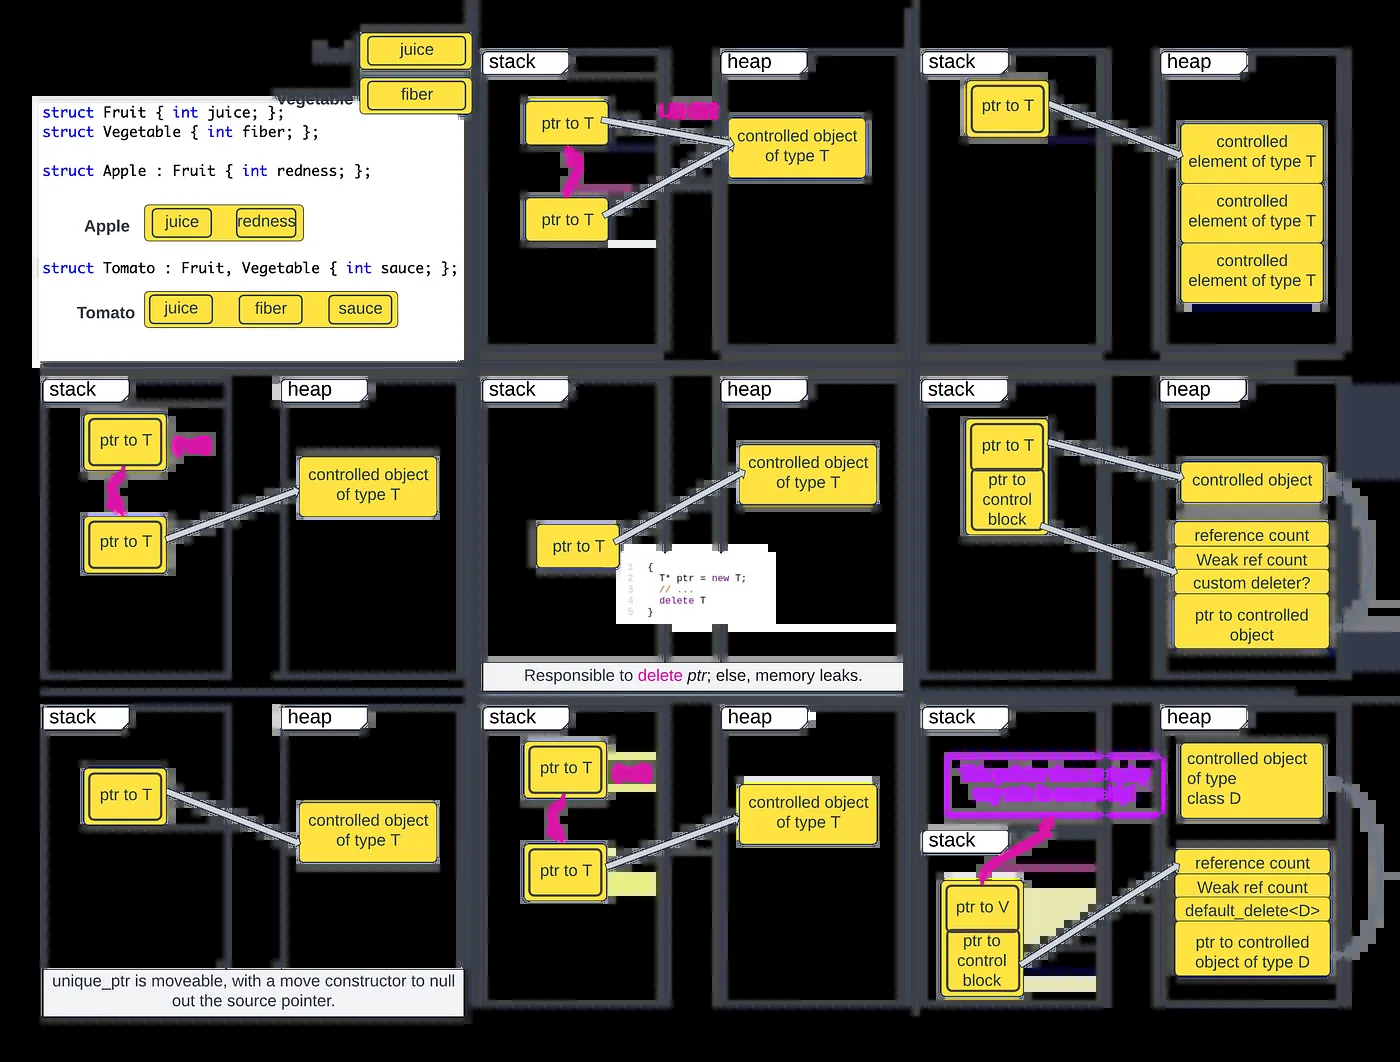 juice
fiber
Vegetable
struct Fruit { int juice; };
struct Vegetable { int fiber; };
struct Apple : Fruit { int redness; };
Apple
juice
redness
struct Tomato : Fruit, Vegetable { int sauce; };
Tomato
juice
fiber
sauce
stack
heap
ptr to T
ptr to T
controlled object
of type T
stack
heap
ptr to T
controlled
element of type T
controlled
element of type T
controlled
element of type T
stack
heap
ptr to T
ptr to T
controlled object
of type T
stack
heap
ptr to T
controlled object
of type T
1 {
2 T* ptr = new T;
3 // ...
4 delete T
5 }
Responsible to delete ptr; else, memory leaks.
stack
heap
ptr to T
ptr to
control
block
controlled object
reference count
Weak ref count
custom deleter?
ptr to controlled
object
stack
heap
ptr to T
controlled object
of type T
unique_ptr is moveable, with a move constructor to null
out the source pointer.
stack
heap
ptr to T
ptr to T
controlled object
of type T
stack
heap
stack
ptr to V
ptr to
control
block
controlled object
of type
class D
reference count
Weak ref count
default_delete<D>
ptr to controlled
object of type D